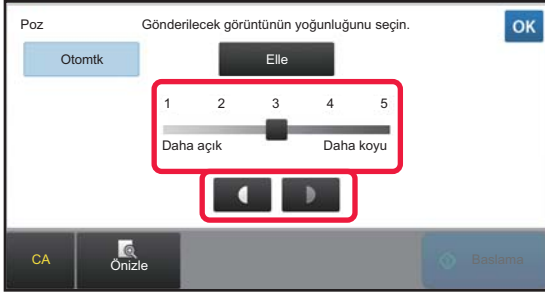 Poz Gönderilecek görüntünün yoğunluğunu seçin. OK
Otomtk Elle
1 2 3 4 5
Daha açık Daha koyu
CA Önizle Baslama